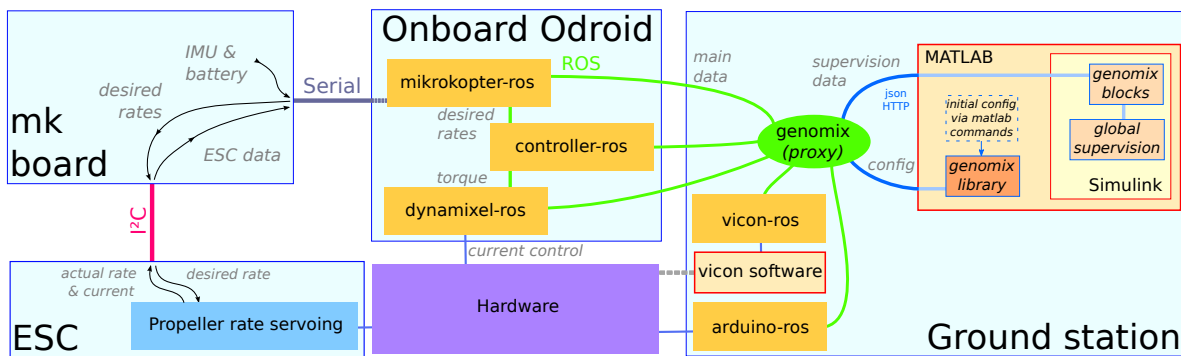 mk
board
IMU &
battery
desired
rates
ESC data
Serial
I²C
Onboard Odroid
ROS
mikrokopter-ros
desired
rates
controller-ros
torque
dynamixel-ros
current control
main
data
supervision
data
json
HTTP
genomix
(proxy)
config
MATLAB
initial config
via matlab
commands
genomix
library
genomix
blocks
global
supervision
Simulink
vicon-ros
vicon software
arduino-ros
Ground station
Hardware
actual rate
& current
desired rate
Propeller rate servoing
ESC